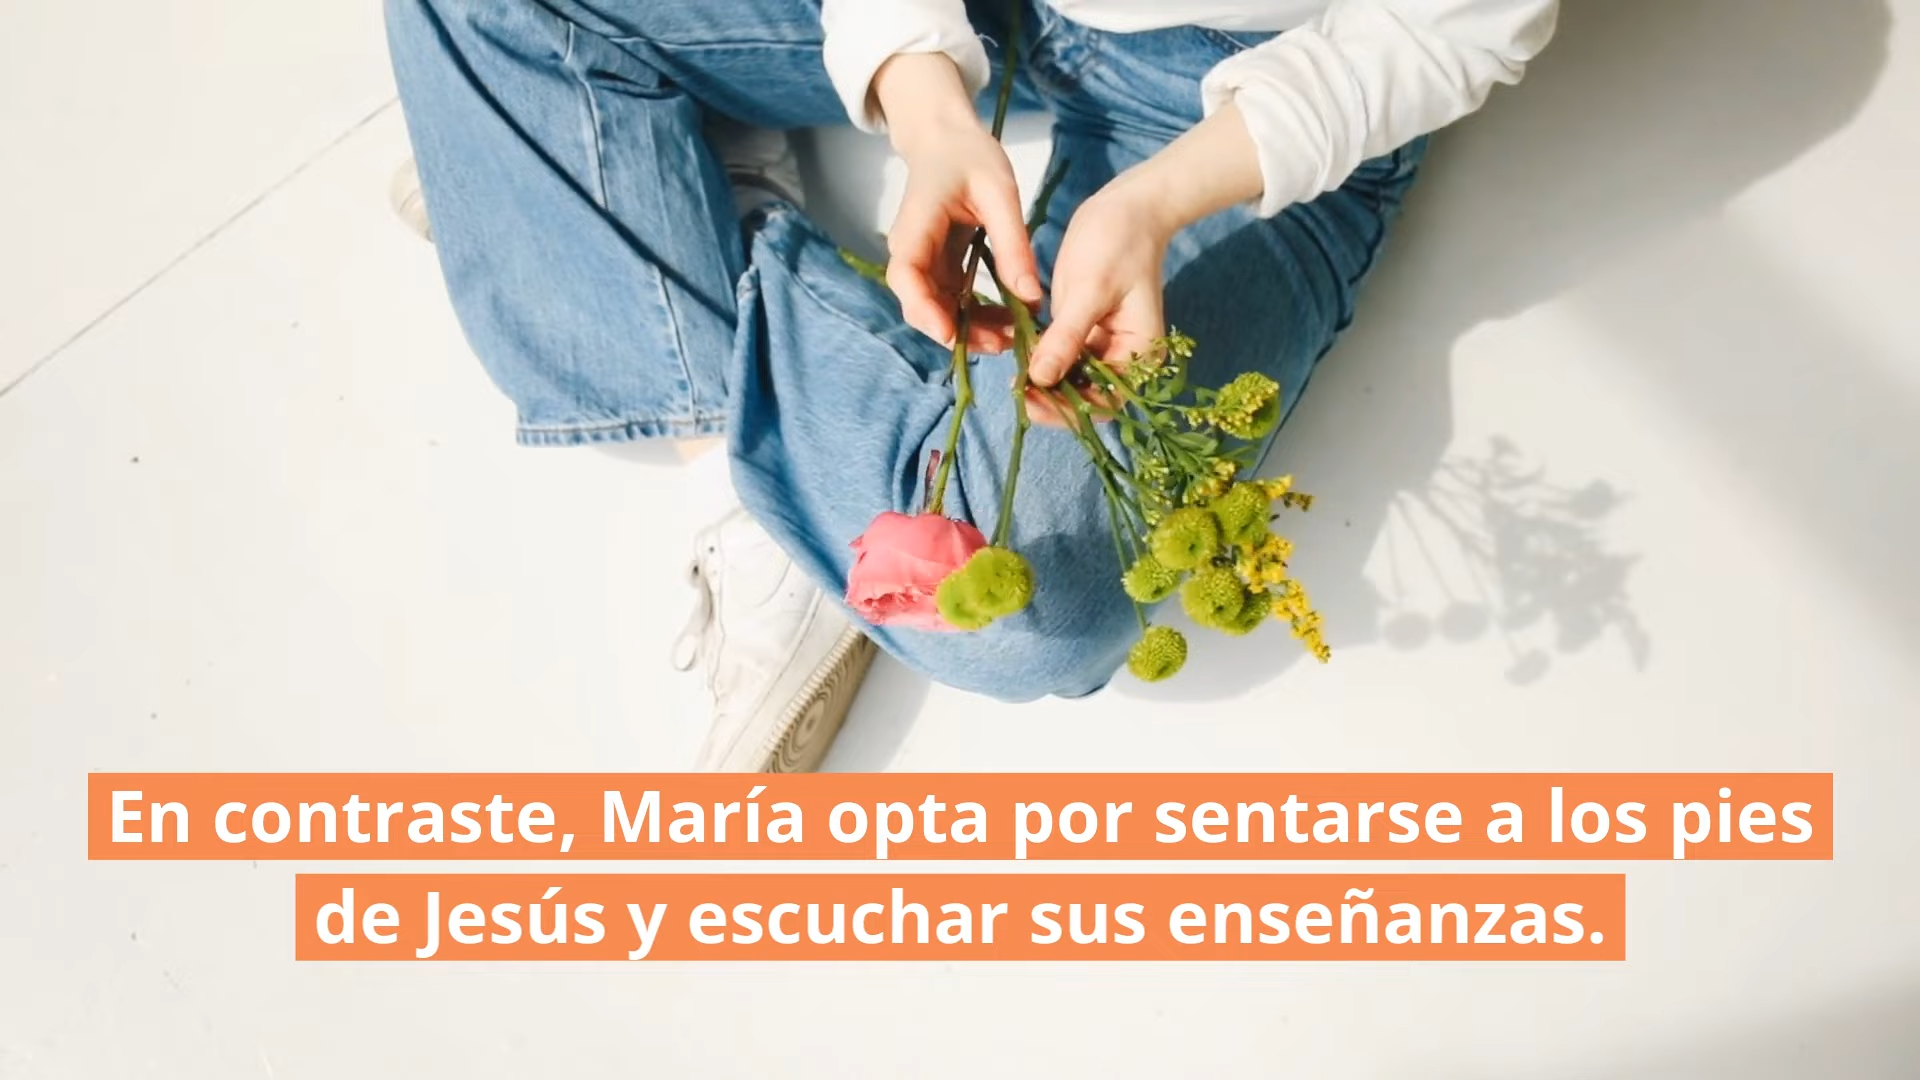 En contraste, María opta por sentarse a los pies
de Jesús y escuchar sus enseñanzas.